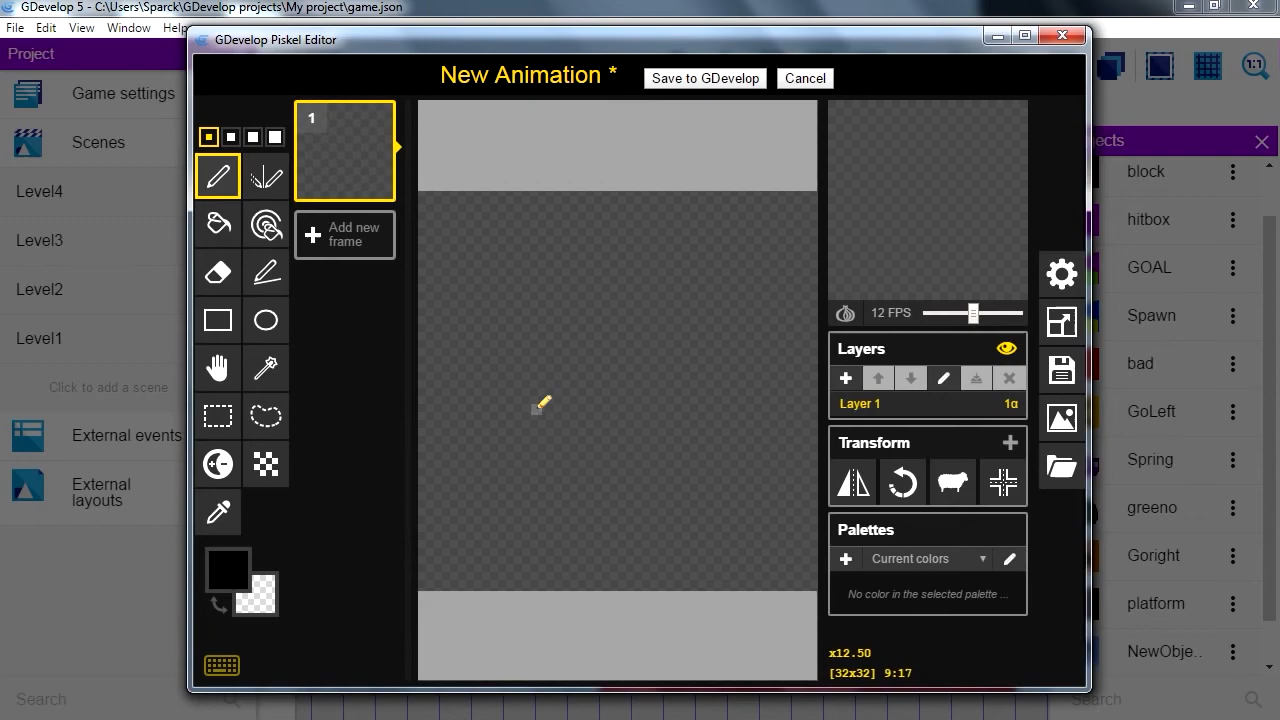 GDevelop 5 - C:\Users\Sparck\GDevelop projects\My project\game.json
File Edit View Window Help
Project
Game settings
Scenes
Level4
Level3
Level2
Level1
Click to add a scene
External events
External
layouts
Search
GDevelop Piskel Editor
New Animation *
Save to GDevelop
Cancel
1
Add new
frame
12 FPS
Layers
Layer 1
1α
Transform
Palettes
Current colors
No color in the selected palette ...
x12.50
[32x32] 9:17
1:1
block
hitbox
GOAL
Spawn
bad
GoLeft
Spring
greeno
Goright
platform
NewObje..
Search